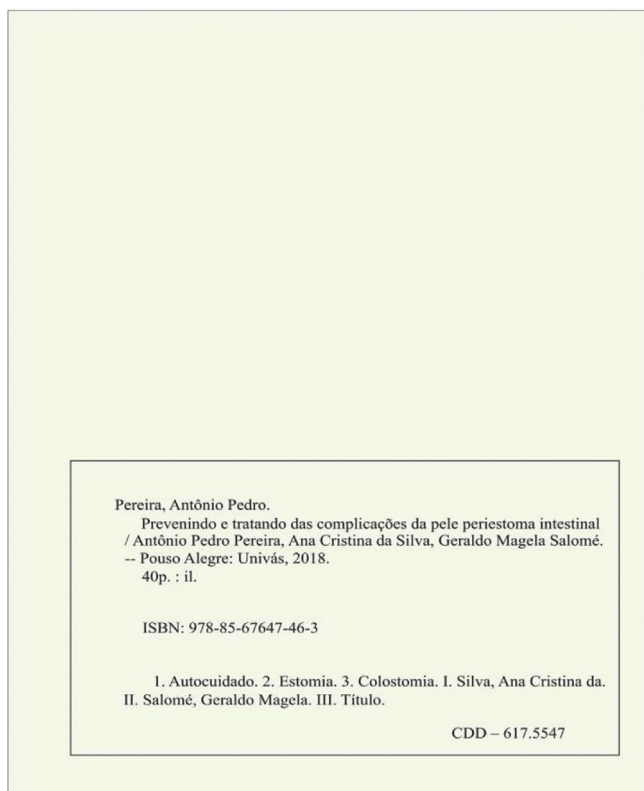 Pereira, Antônio Pedro.
Prevenindo e tratando das complicações da pele periestoma intestinal
/ Antônio Pedro Pereira, Ana Cristina da Silva, Geraldo Magela Salomé.
-- Pouso Alegre: Univás, 2018.
40p. : il.
ISBN: 978-85-67647-46-3
1. Autocuidado. 2. Estomia. 3. Colostomia. I. Silva, Ana Cristina da.
II. Salomé, Geraldo Magela. III. Título.
CDD – 617.5547